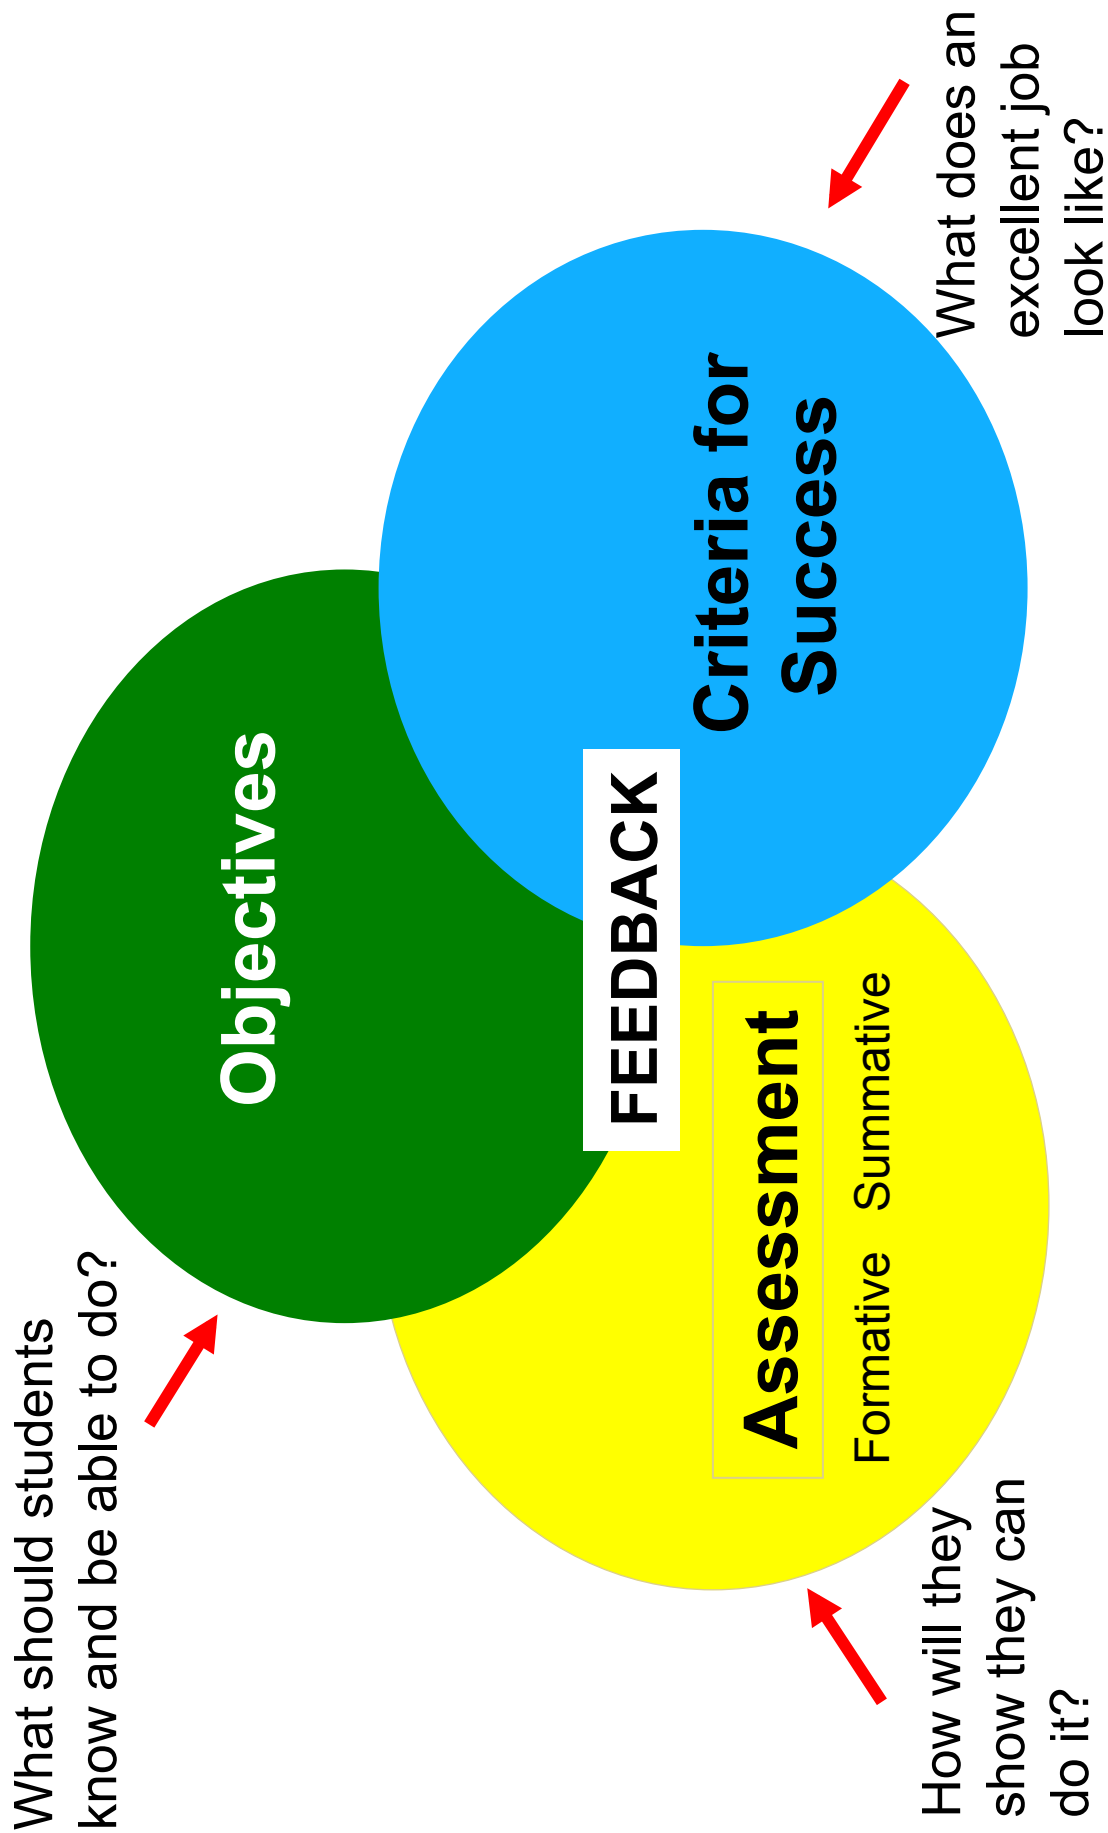 What should students
know and be able to do?
Objectives
FEEDBACK
Assessment
Formative   Summative
Criteria for
Success
How will they
show they can
do it?
What does an
excellent job
look like?